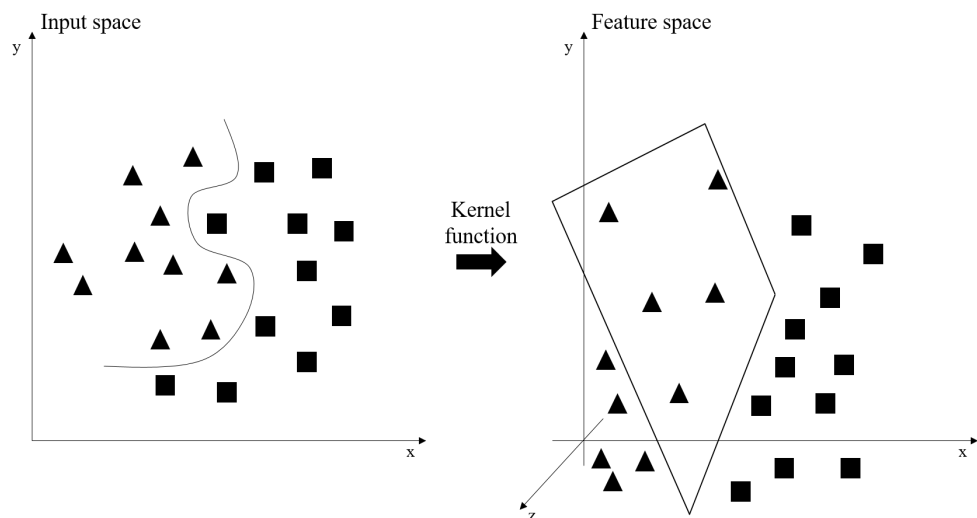 Input space
y
x
Kernel
function
Feature space
y
x
z